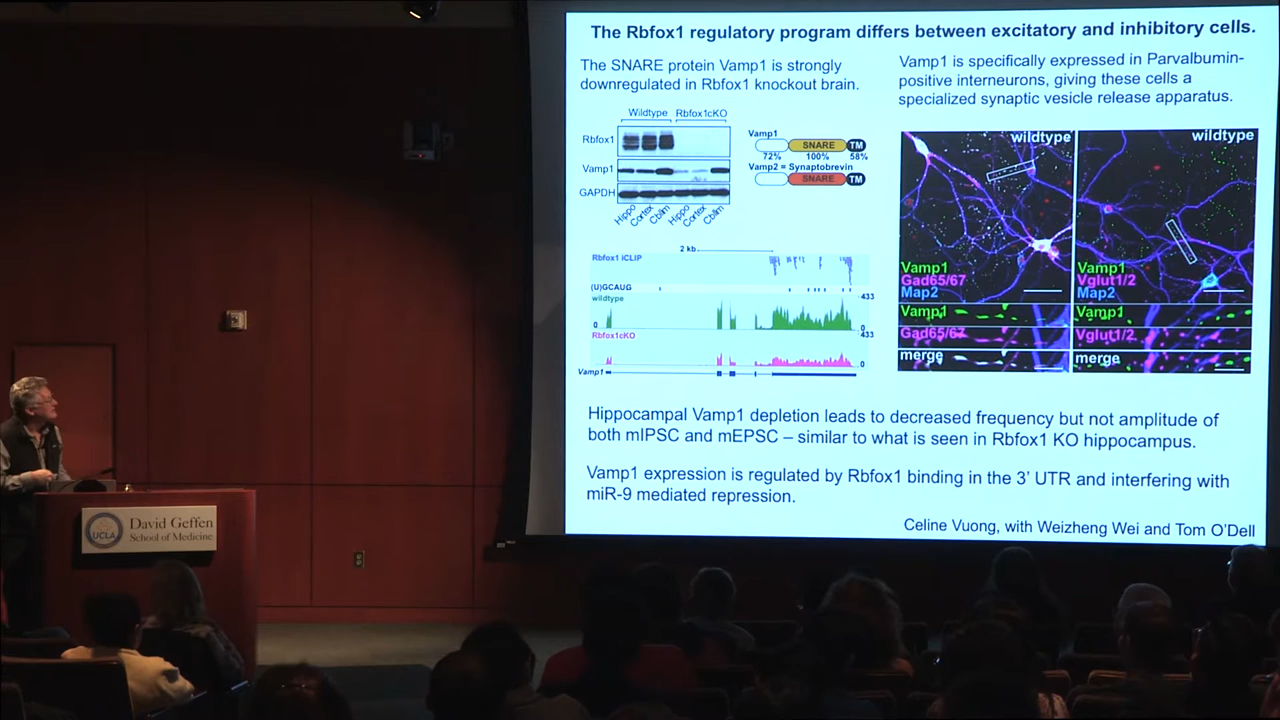 The Rbfox1 regulatory program differs between excitatory and inhibitory cells.
The SNARE protein Vamp1 is strongly
downregulated in Rbfox1 knockout brain.
Wildtype Rbfox1cKO
Rbfox1
Vamp1
GAPDH
Hippo Cortex Cblm Hippo Cortex Cblm
Vamp1
SNARE TM
72% 100% 58%
Vamp2 = Synaptobrevin
SNARE TM
2 kb
Rbfox1 iCLIP
(U)GCAUG
wildtype
433
0 0
Rbfox1cKO
433
0 0
Vamp1
Vamp1 is specifically expressed in Parvalbumin-
positive interneurons, giving these cells a
specialized synaptic vesicle release apparatus.
wildtype
Vamp1
Gad65/67
Map2
Vamp1
Gad65/67
merge
wildtype
Vamp1
Vglut1/2
Map2
Vamp1
Vglut1/2
merge
Hippocampal Vamp1 depletion leads to decreased frequency but not amplitude of
both mIPSC and mEPSC – similar to what is seen in Rbfox1 KO hippocampus.
Vamp1 expression is regulated by Rbfox1 binding in the 3' UTR and interfering with
miR-9 mediated repression.
Celine Vuong, with Weizheng Wei and Tom O'Dell
UCLA
David Geffen
School of Medicine